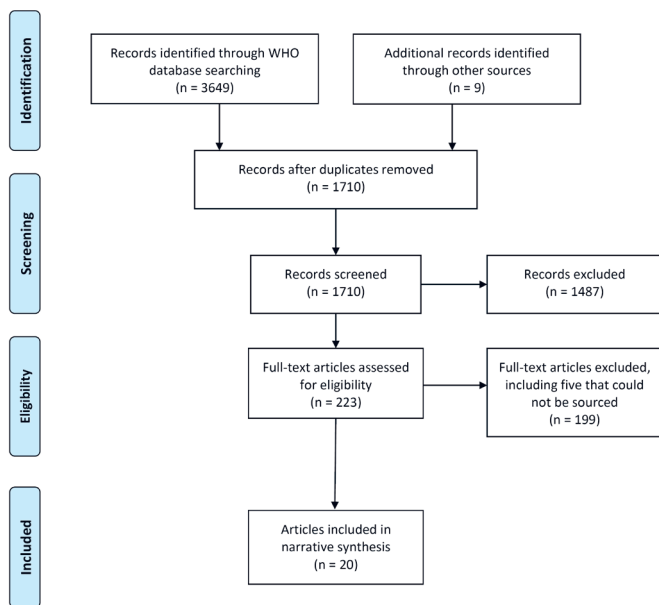 Identification
Records identified through WHO
database searching
(n = 3649)
Additional records identified
through other sources
(n = 9)
Records after duplicates removed
(n = 1710)
Screening
Records screened
(n = 1710)
Records excluded
(n = 1487)
Eligibility
Full-text articles assessed
for eligibility
(n = 223)
Full-text articles excluded,
including five that could
not be sourced
(n = 199)
Included
Articles included in
narrative synthesis
(n = 20)